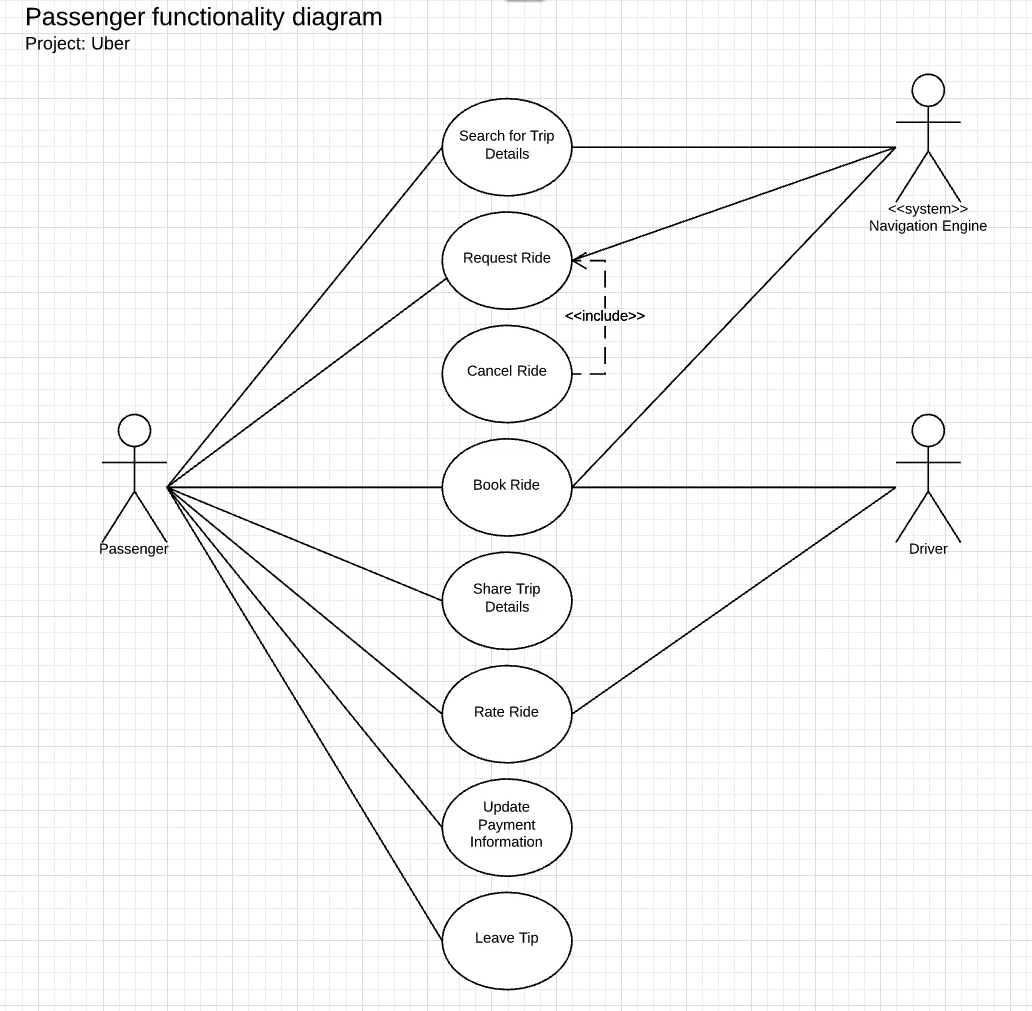 Passenger functionality diagram
Project: Uber
Search for Trip
Details
<<system>>
Navigation Engine
Request Ride
<<include>>
Cancel Ride
Book Ride
Passenger
Driver
Share Trip
Details
Rate Ride
Update
Payment
Information
Leave Tip